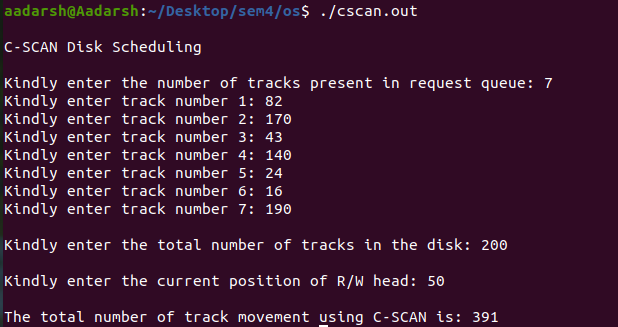 aadarsh@Aadarsh:~/Desktop/sem4/os$ ./cscan.out
C-SCAN Disk Scheduling
Kindly enter the number of tracks present in request queue: 7
Kindly enter track number 1: 82
Kindly enter track number 2: 170
Kindly enter track number 3: 43
Kindly enter track number 4: 140
Kindly enter track number 5: 24
Kindly enter track number 6: 16
Kindly enter track number 7: 190
Kindly enter the total number of tracks in the disk: 200
Kindly enter the current position of R/W head: 50
The total number of track movement using C-SCAN is: 391